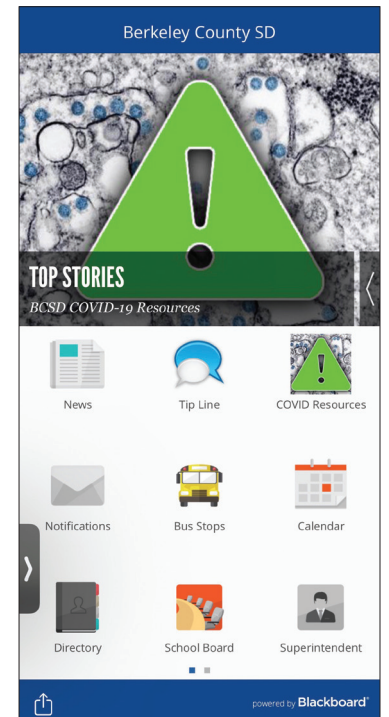 Berkeley County SD
TOP STORIES
BCSD COVID-19 Resources
News
Tip Line
COVID Resources
Notifications
Bus Stops
Calendar
Directory
School Board
Superintendent
powered by Blackboard